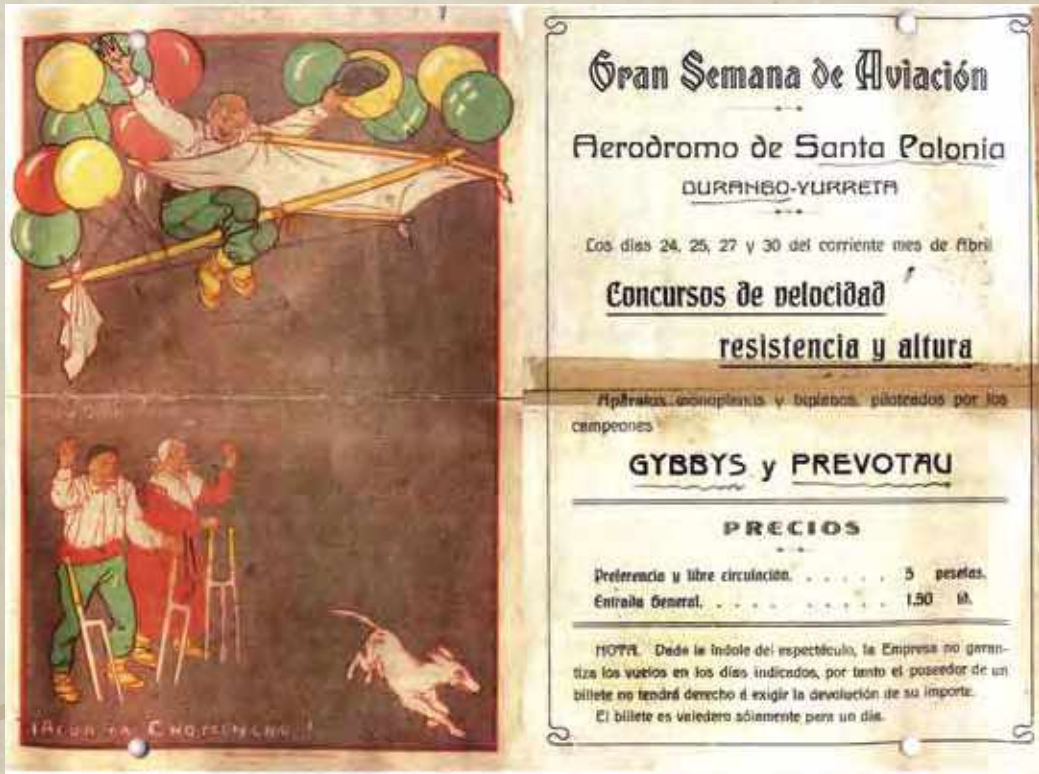 Gran Semana de Aviación
Aerodromo de Santa Polonia
DURANGO-YURRETA
Los días 24, 25, 27 y 30 del corriente mes de Abril
Concursos de velocidad
resistencia y altura
Aparatos monoplanos y biplanos, piloteados por los
campeones
GYBBYS y PREVOTAU
PRECIOS
Preferencia y libre circulación. . . . . . 5 pesetas.
Entrada General. . . . . . . . . 1,50 id.
NOTA. Dada la índole del espectáculo, la Empresa no garan-
tiza los vuelos en los días indicados, por tanto el poseedor de un
billete no tendrá derecho á exigir la devolución de su importe.
El billete es valedero sólamente para un día.